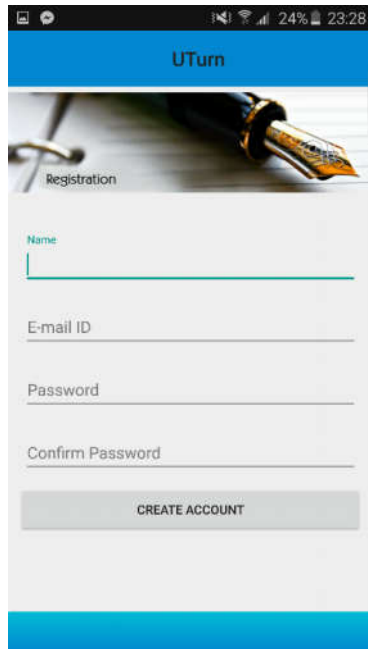 24% 23:28
UTurn
Registration
Name
E-mail ID
Password
Confirm Password
CREATE ACCOUNT